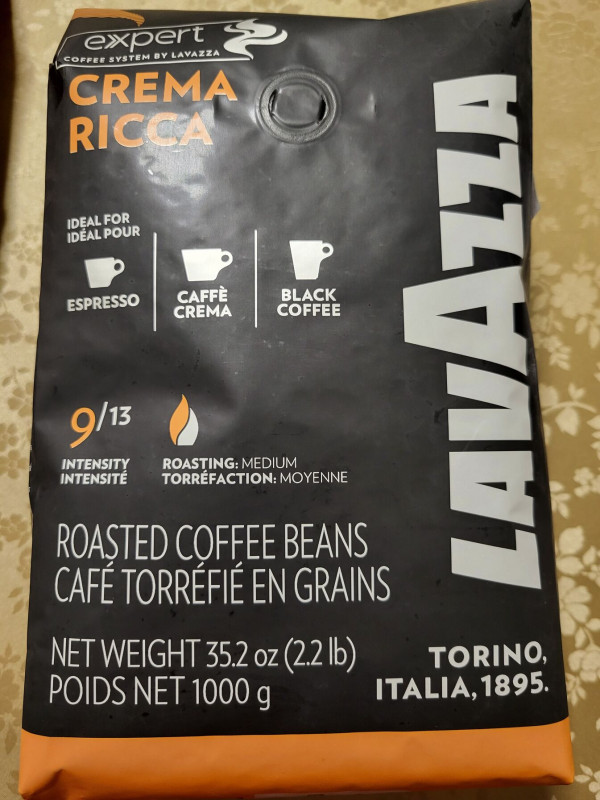 expert
COFFEE SYSTEM BY LAVAZZA
CREMA
RICCA
LAVAZZA
IDEAL FOR
IDÉAL POUR
ESPRESSO
CAFFÈ
CREMA
BLACK
COFFEE
9/13
INTENSITY
INTENSITÉ
ROASTING: MEDIUM
TORRÉFACTION: MOYENNE
ROASTED COFFEE BEANS
CAFÉ TORRÉFIÉ EN GRAINS
NET WEIGHT 35.2 oz (2.2 lb)
POIDS NET 1000 g
TORINO,
ITALIA, 1895.